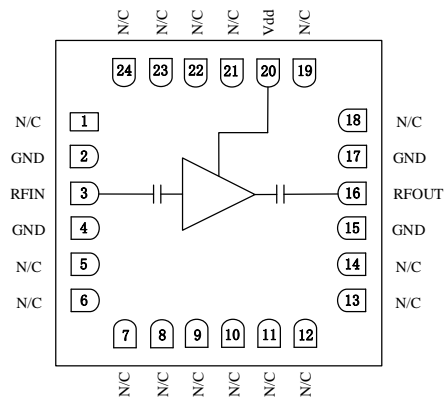 N/C N/C N/C N/C Vdd N/C
24 23 22 21 20 19
N/C 1 18 N/C
GND 2 17 GND
RFIN 3 16 RFOUT
GND 4 15 GND
N/C 5 14 N/C
N/C 6 13 N/C
7 8 9 10 11 12
N/C N/C N/C N/C N/C N/C